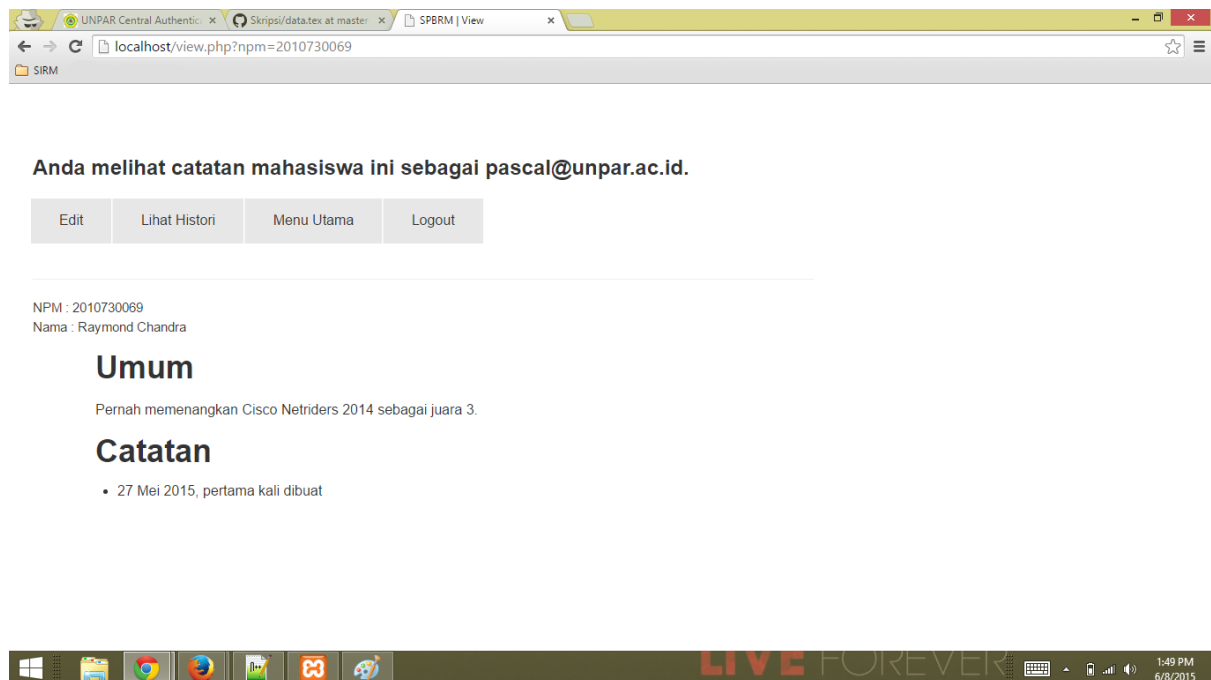 UNPAR Central Authentic
Skripsi/data.tex at master
SPBRM | View
localhost/view.php?npm=2010730069
SIRM
Anda melihat catatan mahasiswa ini sebagai pascal@unpar.ac.id.
Edit Lihat Histori Menu Utama Logout
NPM : 2010730069
Nama : Raymond Chandra
Umum
Pernah memenangkan Cisco Netriders 2014 sebagai juara 3.
Catatan
• 27 Mei 2015, pertama kali dibuat
LIVE FOREVER
1:49 PM
6/8/2015